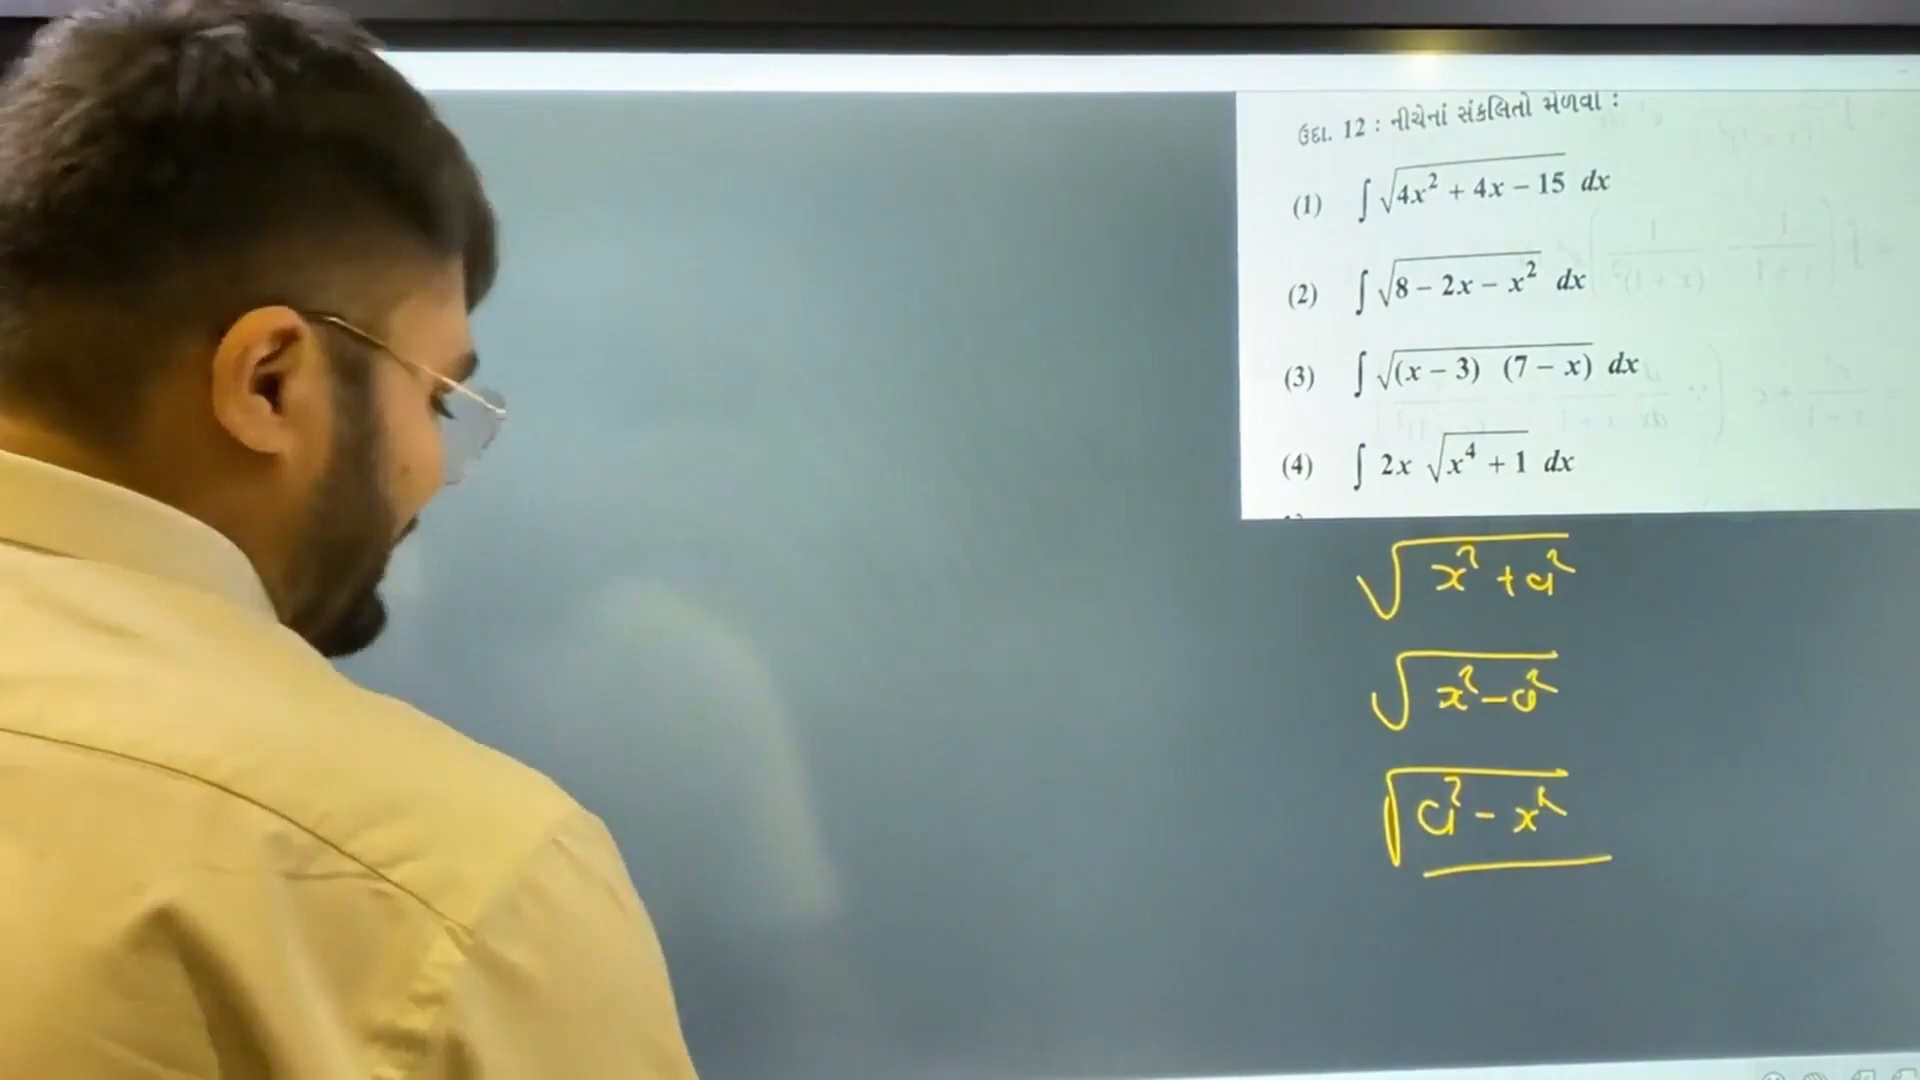 ઉદા. 12 : નીચેનાં સંકલિતો મેળવો :
(1) ∫ √(4x² + 4x – 15) dx
(2) ∫ √(8 – 2x – x²) dx
(3) ∫ √((x – 3) (7 – x)) dx
(4) ∫ 2x √(x⁴ + 1) dx
√(x² + a²)
√(x² – a²)
√(a² – x²)